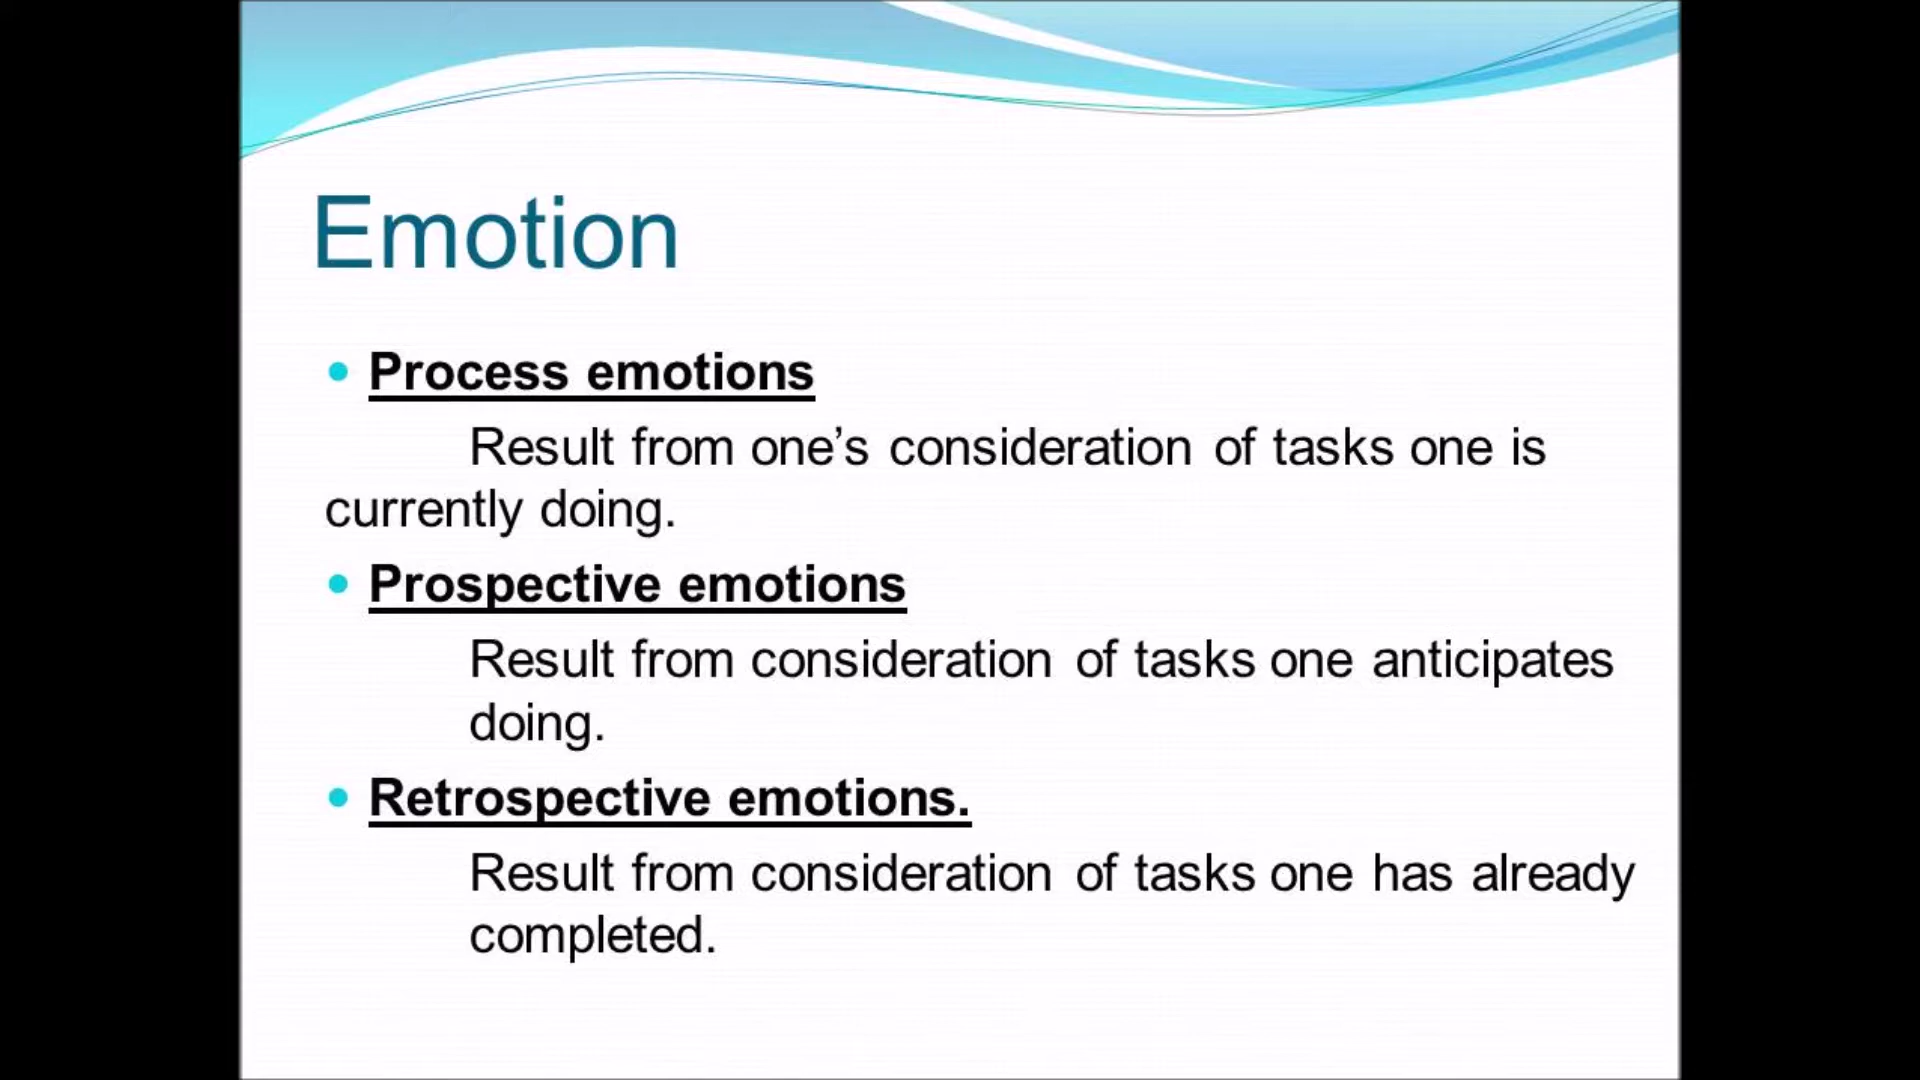 Emotion
Process emotions
Result from one’s consideration of tasks one is
currently doing.
Prospective emotions
Result from consideration of tasks one anticipates
doing.
Retrospective emotions.
Result from consideration of tasks one has already
completed.